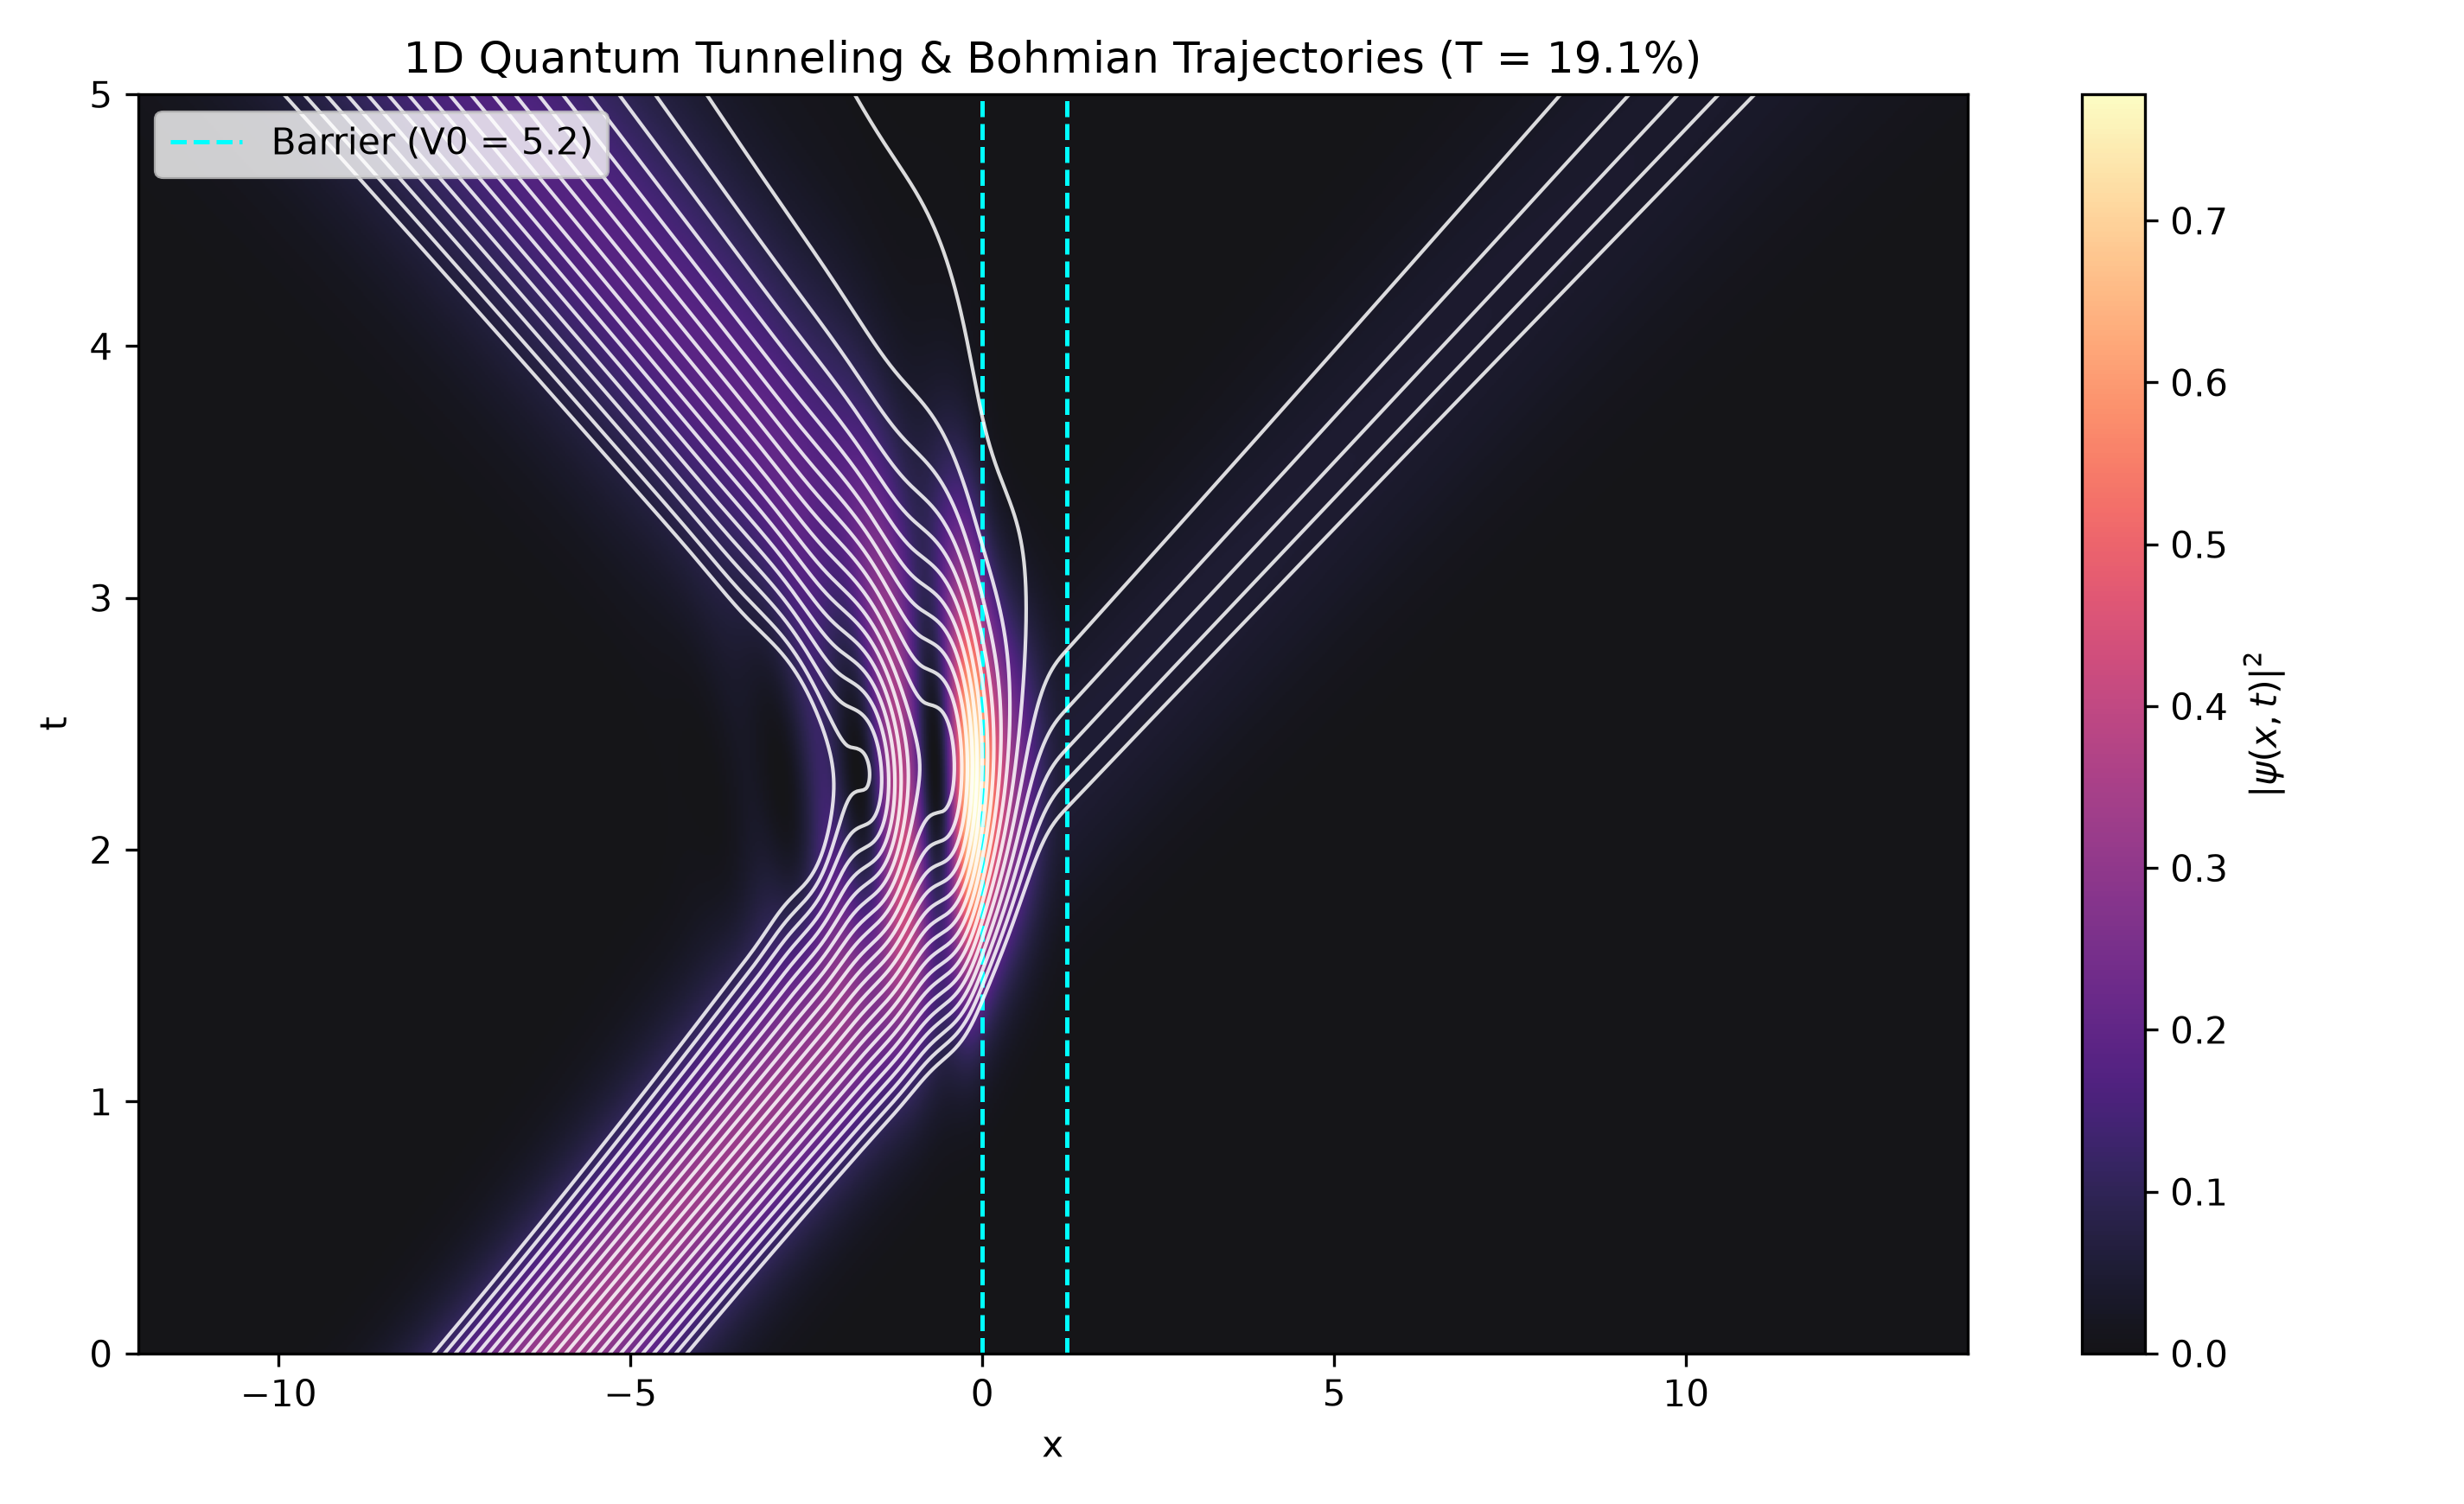 1D Quantum Tunneling & Bohmian Trajectories (T = 19.1%)
Barrier (V0 = 5.2)
5
4
3
2
1
0
t
−10 −5 0 5 10
x
0.7
0.6
0.5
0.4
0.3
0.2
0.1
0.0
|ψ(x, t)|²